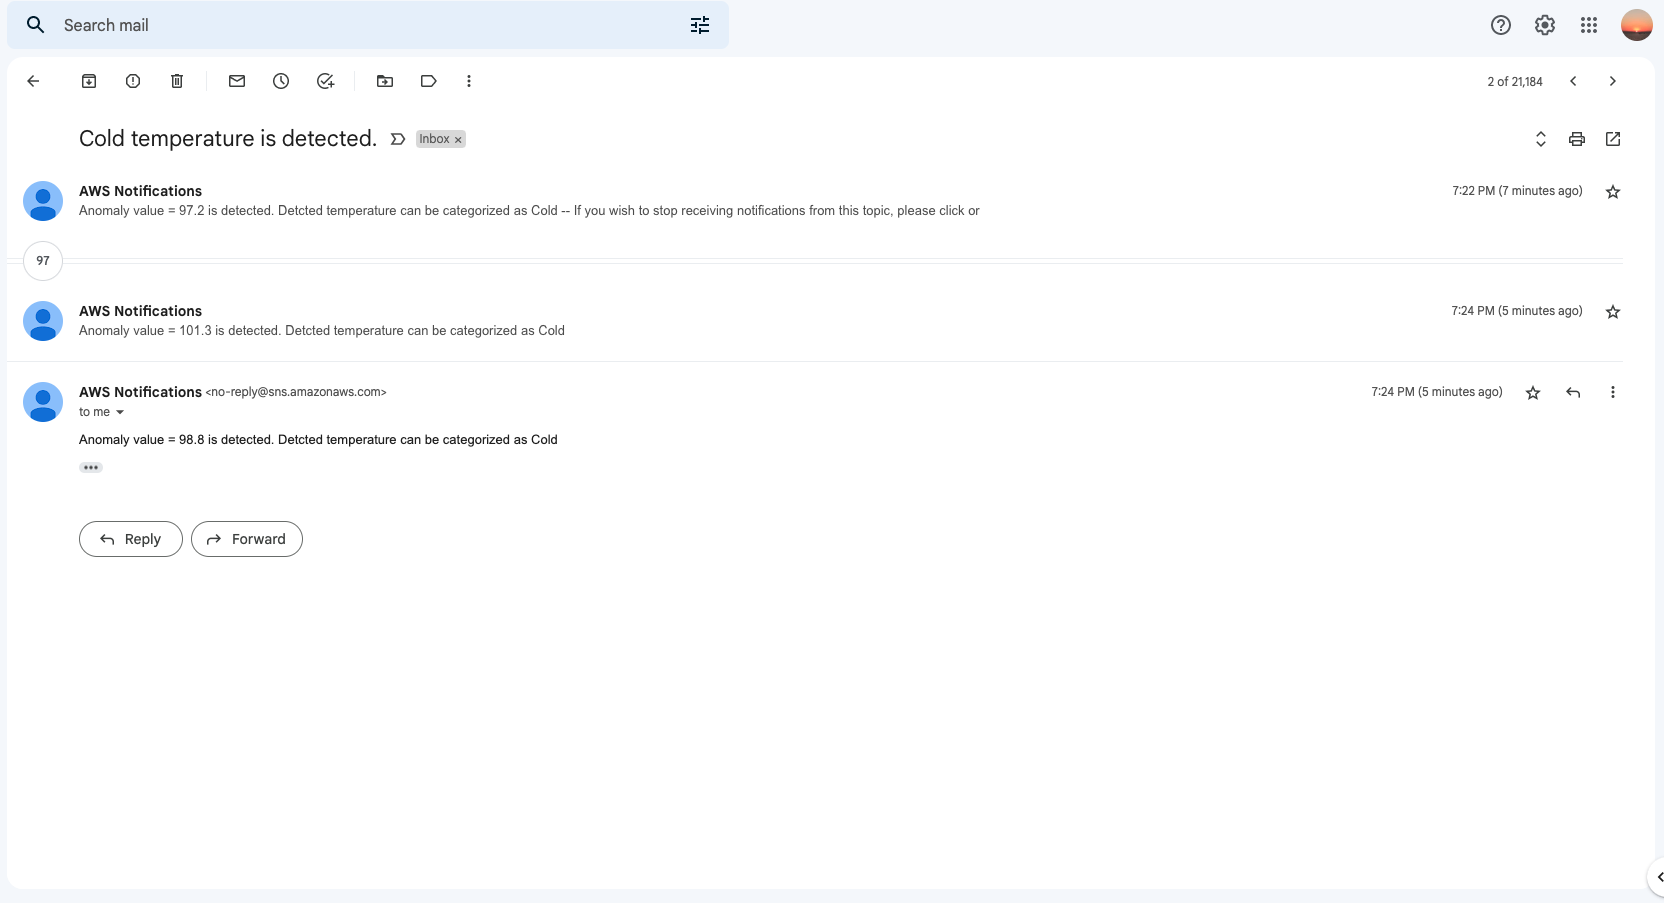 Search mail
2 of 21,184
Cold temperature is detected. Inbox ×
AWS Notifications 7:22 PM (7 minutes ago)
Anomaly value = 97.2 is detected. Detcted temperature can be categorized as Cold -- If you wish to stop receiving notifications from this topic, please click or
97
AWS Notifications 7:24 PM (5 minutes ago)
Anomaly value = 101.3 is detected. Detcted temperature can be categorized as Cold
AWS Notifications <no-reply@sns.amazonaws.com> 7:24 PM (5 minutes ago)
to me
Anomaly value = 98.8 is detected. Detcted temperature can be categorized as Cold
Reply Forward